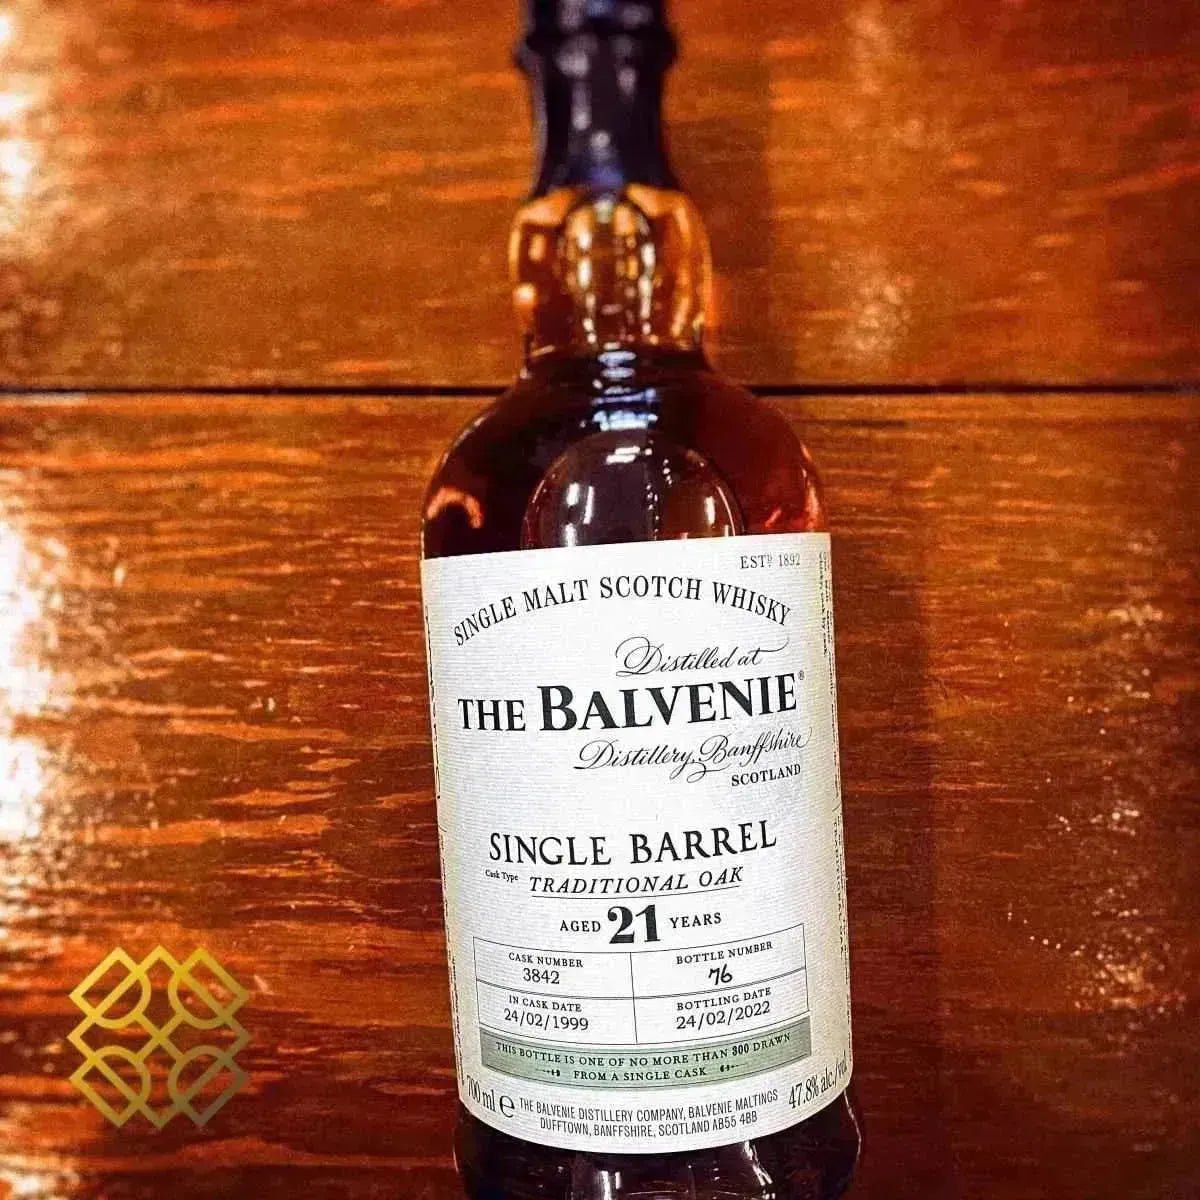 ESTD 1892
SINGLE MALT SCOTCH WHISKY
Distilled at
THE BALVENIE®
Distillery, Banffshire
SCOTLAND
SINGLE BARREL
Cask Type TRADITIONAL OAK
AGED 21 YEARS
CASK NUMBER
3842
BOTTLE NUMBER
76
IN CASK DATE
24/02/1999
BOTTLING DATE
24/02/2022
THIS BOTTLE IS ONE OF NO MORE THAN 300 DRAWN
FROM A SINGLE CASK
700 ml e
THE BALVENIE DISTILLERY COMPANY, BALVENIE MALTINGS
DUFFTOWN, BANFFSHIRE, SCOTLAND AB55 4BB
47.8% alc./vol